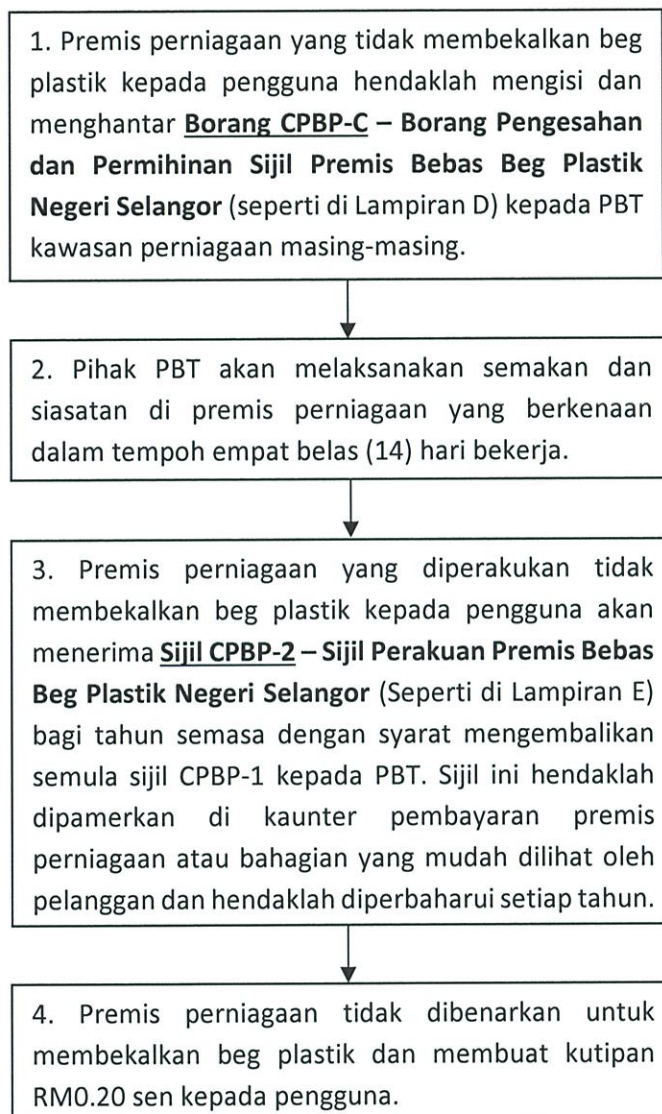 1. Premis perniagaan yang tidak membekalkan beg
plastik kepada pengguna hendaklah mengisi dan
menghantar Borang CPBP-C – Borang Pengesahan
dan Permihinan Sijil Premis Bebas Beg Plastik
Negeri Selangor (seperti di Lampiran D) kepada PBT
kawasan perniagaan masing-masing.
2. Pihak PBT akan melaksanakan semakan dan
siasatan di premis perniagaan yang berkenaan
dalam tempoh empat belas (14) hari bekerja.
3. Premis perniagaan yang diperakukan tidak
membekalkan beg plastik kepada pengguna akan
menerima Sijil CPBP-2 – Sijil Perakuan Premis Bebas
Beg Plastik Negeri Selangor (Seperti di Lampiran E)
bagi tahun semasa dengan syarat mengembalikan
semula sijil CPBP-1 kepada PBT. Sijil ini hendaklah
dipamerkan di kaunter pembayaran premis
perniagaan atau bahagian yang mudah dilihat oleh
pelanggan dan hendaklah diperbaharui setiap tahun.
4. Premis perniagaan tidak dibenarkan untuk
membekalkan beg plastik dan membuat kutipan
RM0.20 sen kepada pengguna.